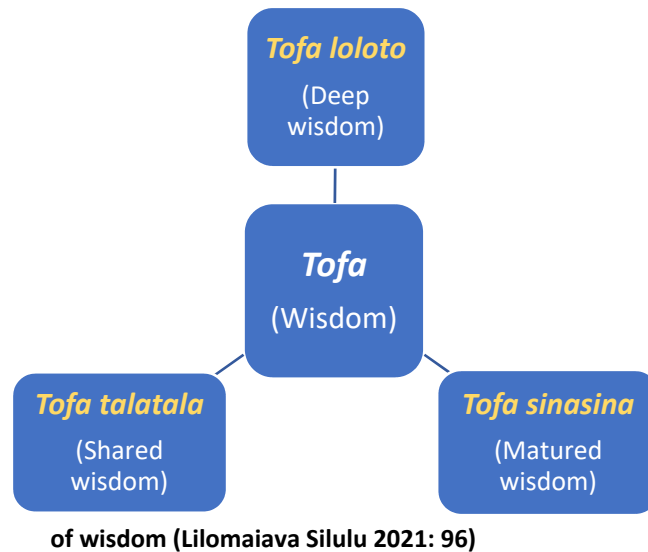 Tofa loloto
(Deep
wisdom)
Tofa
(Wisdom)
Tofa talatala
(Shared
wisdom)
Tofa sinasina
(Matured
wisdom)
of wisdom (Lilomaiava Silulu 2021: 96)